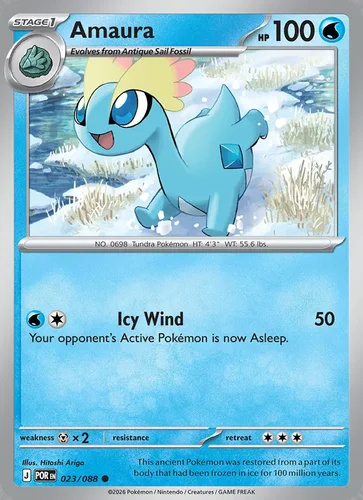 STAGE1 Amaura HP 100
Evolves from Antique Sail Fossil
NO. 0698 Tundra Pokémon HT: 4'3" WT: 55.6 lbs.
Icy Wind 50
Your opponent's Active Pokémon is now Asleep.
weakness ×2 resistance retreat
Illus. Hitoshi Ariga
J POR EN 023/088
This ancient Pokémon was restored from a part of its
body that had been frozen in ice for 100 million years.
©2026 Pokémon / Nintendo / Creatures / GAME FREAK